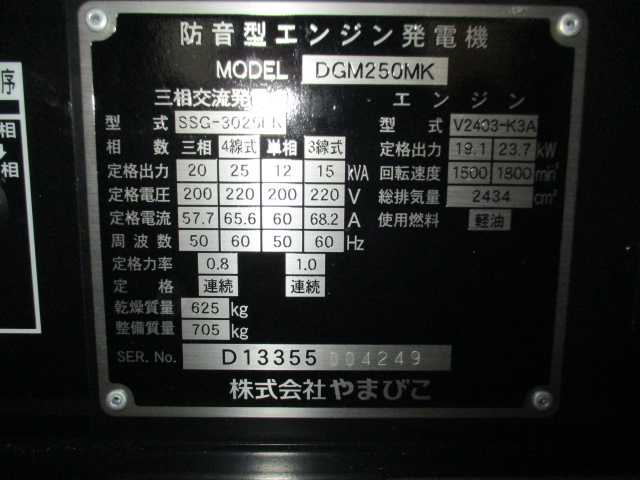 防音型エンジン発電機
MODEL DGM250MK
三相交流発
エンジン
型式 SSG-3025
型式 V2403-K3A
相数 三相 4線式 単相 3線式
定格出力 19.1 23.7 kW
定格出力 20 25 12 15 kVA
回転速度 1500 1800 min⁻¹
定格電圧 200 220 200 220 V
総排気量 2434 cm³
定格電流 57.7 65.6 60 68.2 A
使用燃料 軽油
周波数 50 60 50 60 Hz
定格力率 0.8 1.0
定格 連続 連続
乾燥質量 625 kg
整備質量 705 kg
SER. No. D13355 D04249
株式会社やまびこ
序
相
相